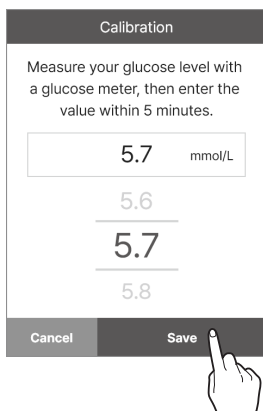 Calibration
Measure your glucose level with
a glucose meter, then enter the
value within 5 minutes.
5.7 mmol/L
5.6
5.7
5.8
Cancel Save